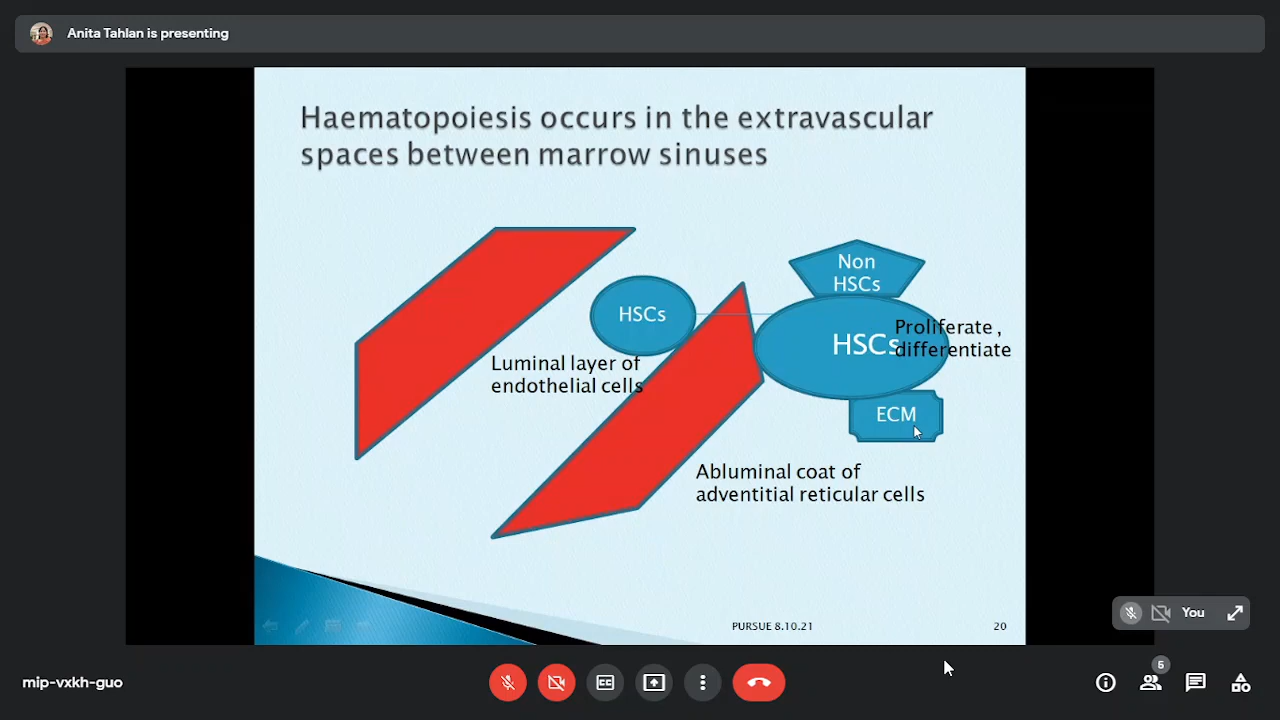 Anita Tahlan is presenting
Haematopoiesis occurs in the extravascular
spaces between marrow sinuses
Non
HSCs
HSCs
HSCs
Proliferate ,
differentiate
Luminal layer of
endothelial cells
ECM
Abluminal coat of
adventitial reticular cells
PURSUE 8.10.21
20
You
mip-vxkh-guo
CC
6